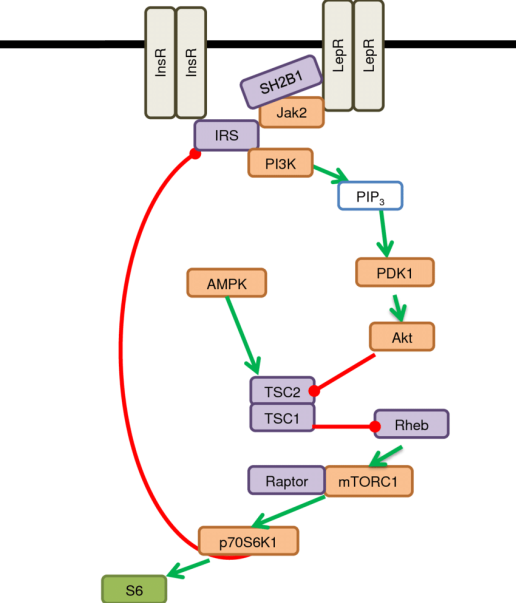 InsR
InsR
LepR
LepR
SH2B1
Jak2
IRS
PI3K
PIP3
PDK1
AMPK
Akt
TSC2
TSC1
Rheb
Raptor
mTORC1
p70S6K1
S6